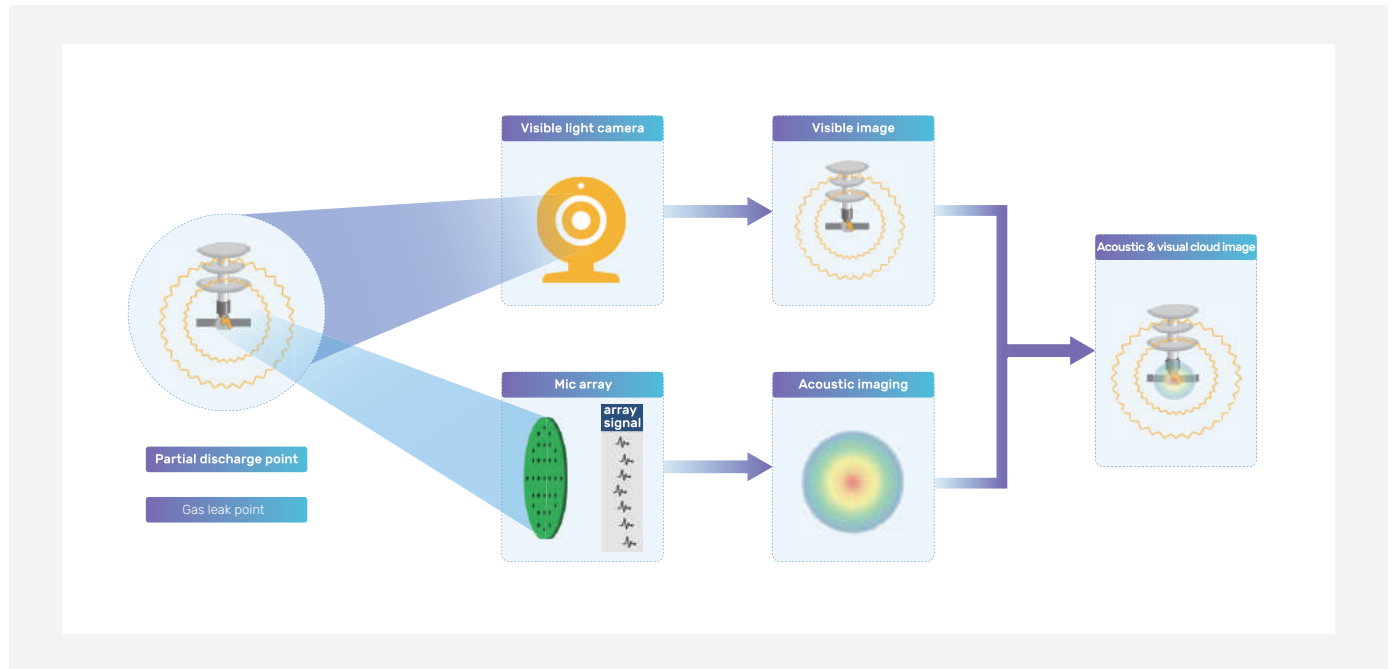 Visible light camera
Visible image
Acoustic & visual cloud image
Mic array
array
signal
Acoustic imaging
Partial discharge point
Gas leak point